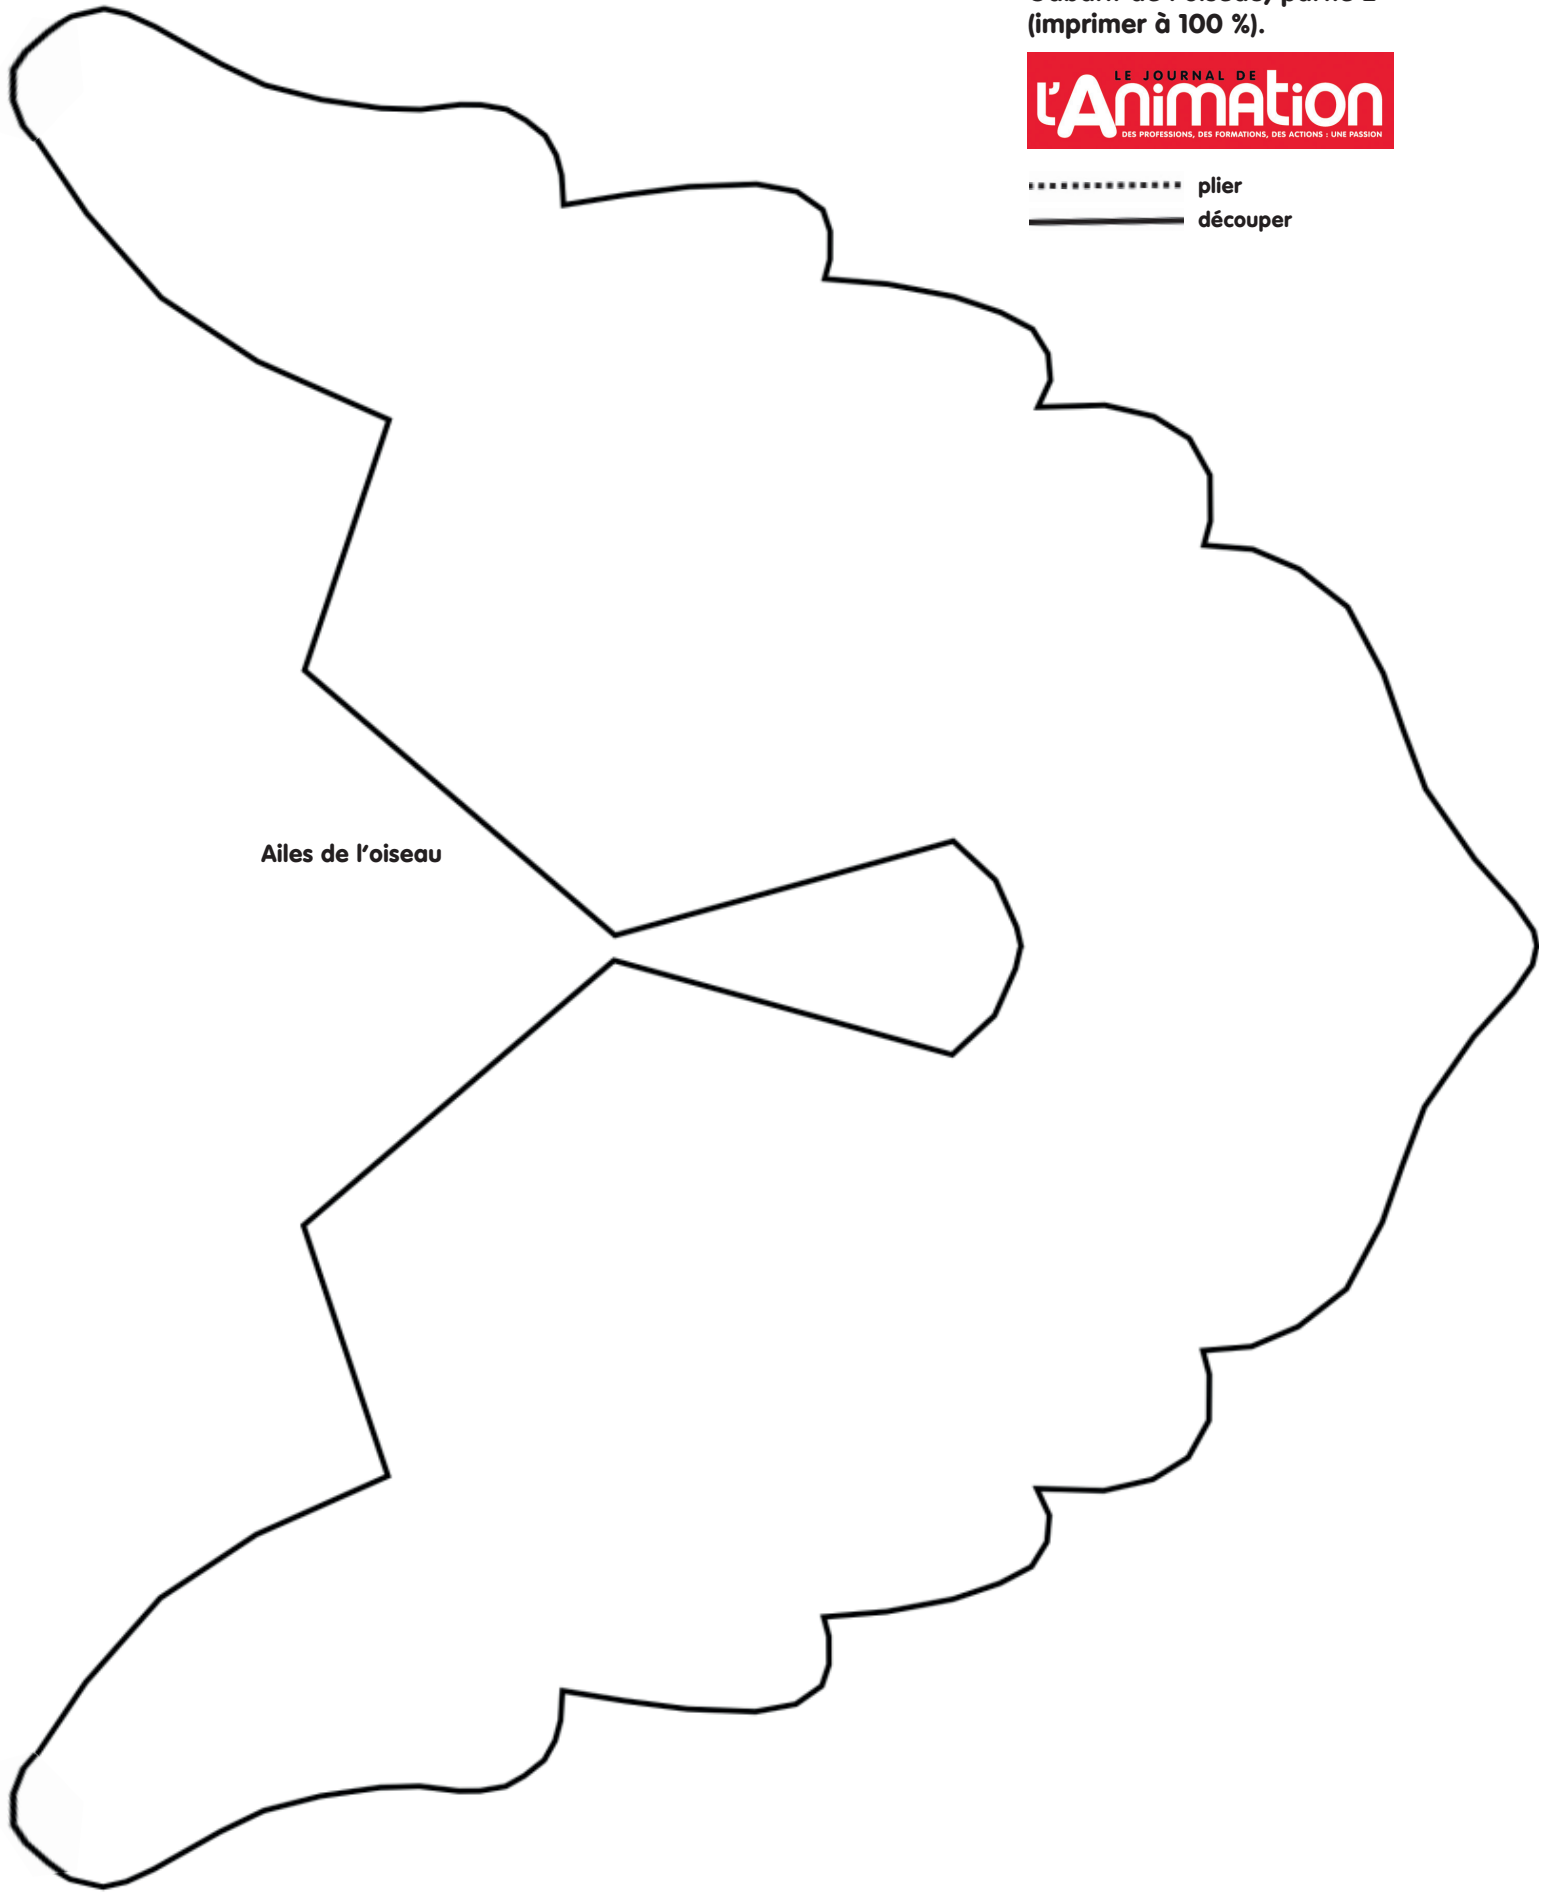 (imprimer à 100 %).
LE JOURNAL DE
l'Animation
DES PROFESSIONS, DES FORMATIONS, DES ACTIONS : UNE PASSION
plier
découper
Ailes de l'oiseau